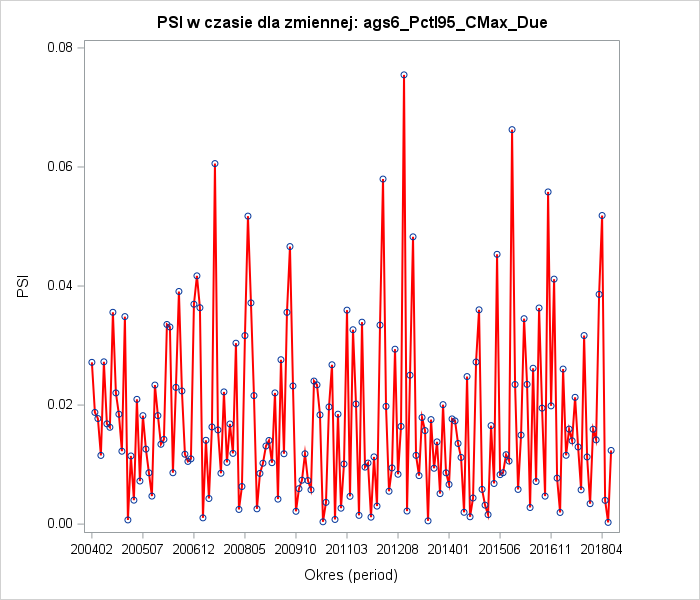 PSI w czasie dla zmiennej: ags6_Pctl95_CMax_Due
0.08
0.06
0.04
0.02
0.00
PSI
200402 200507 200612 200805 200910 201103 201208 201401 201506 201611 201804
Okres (period)